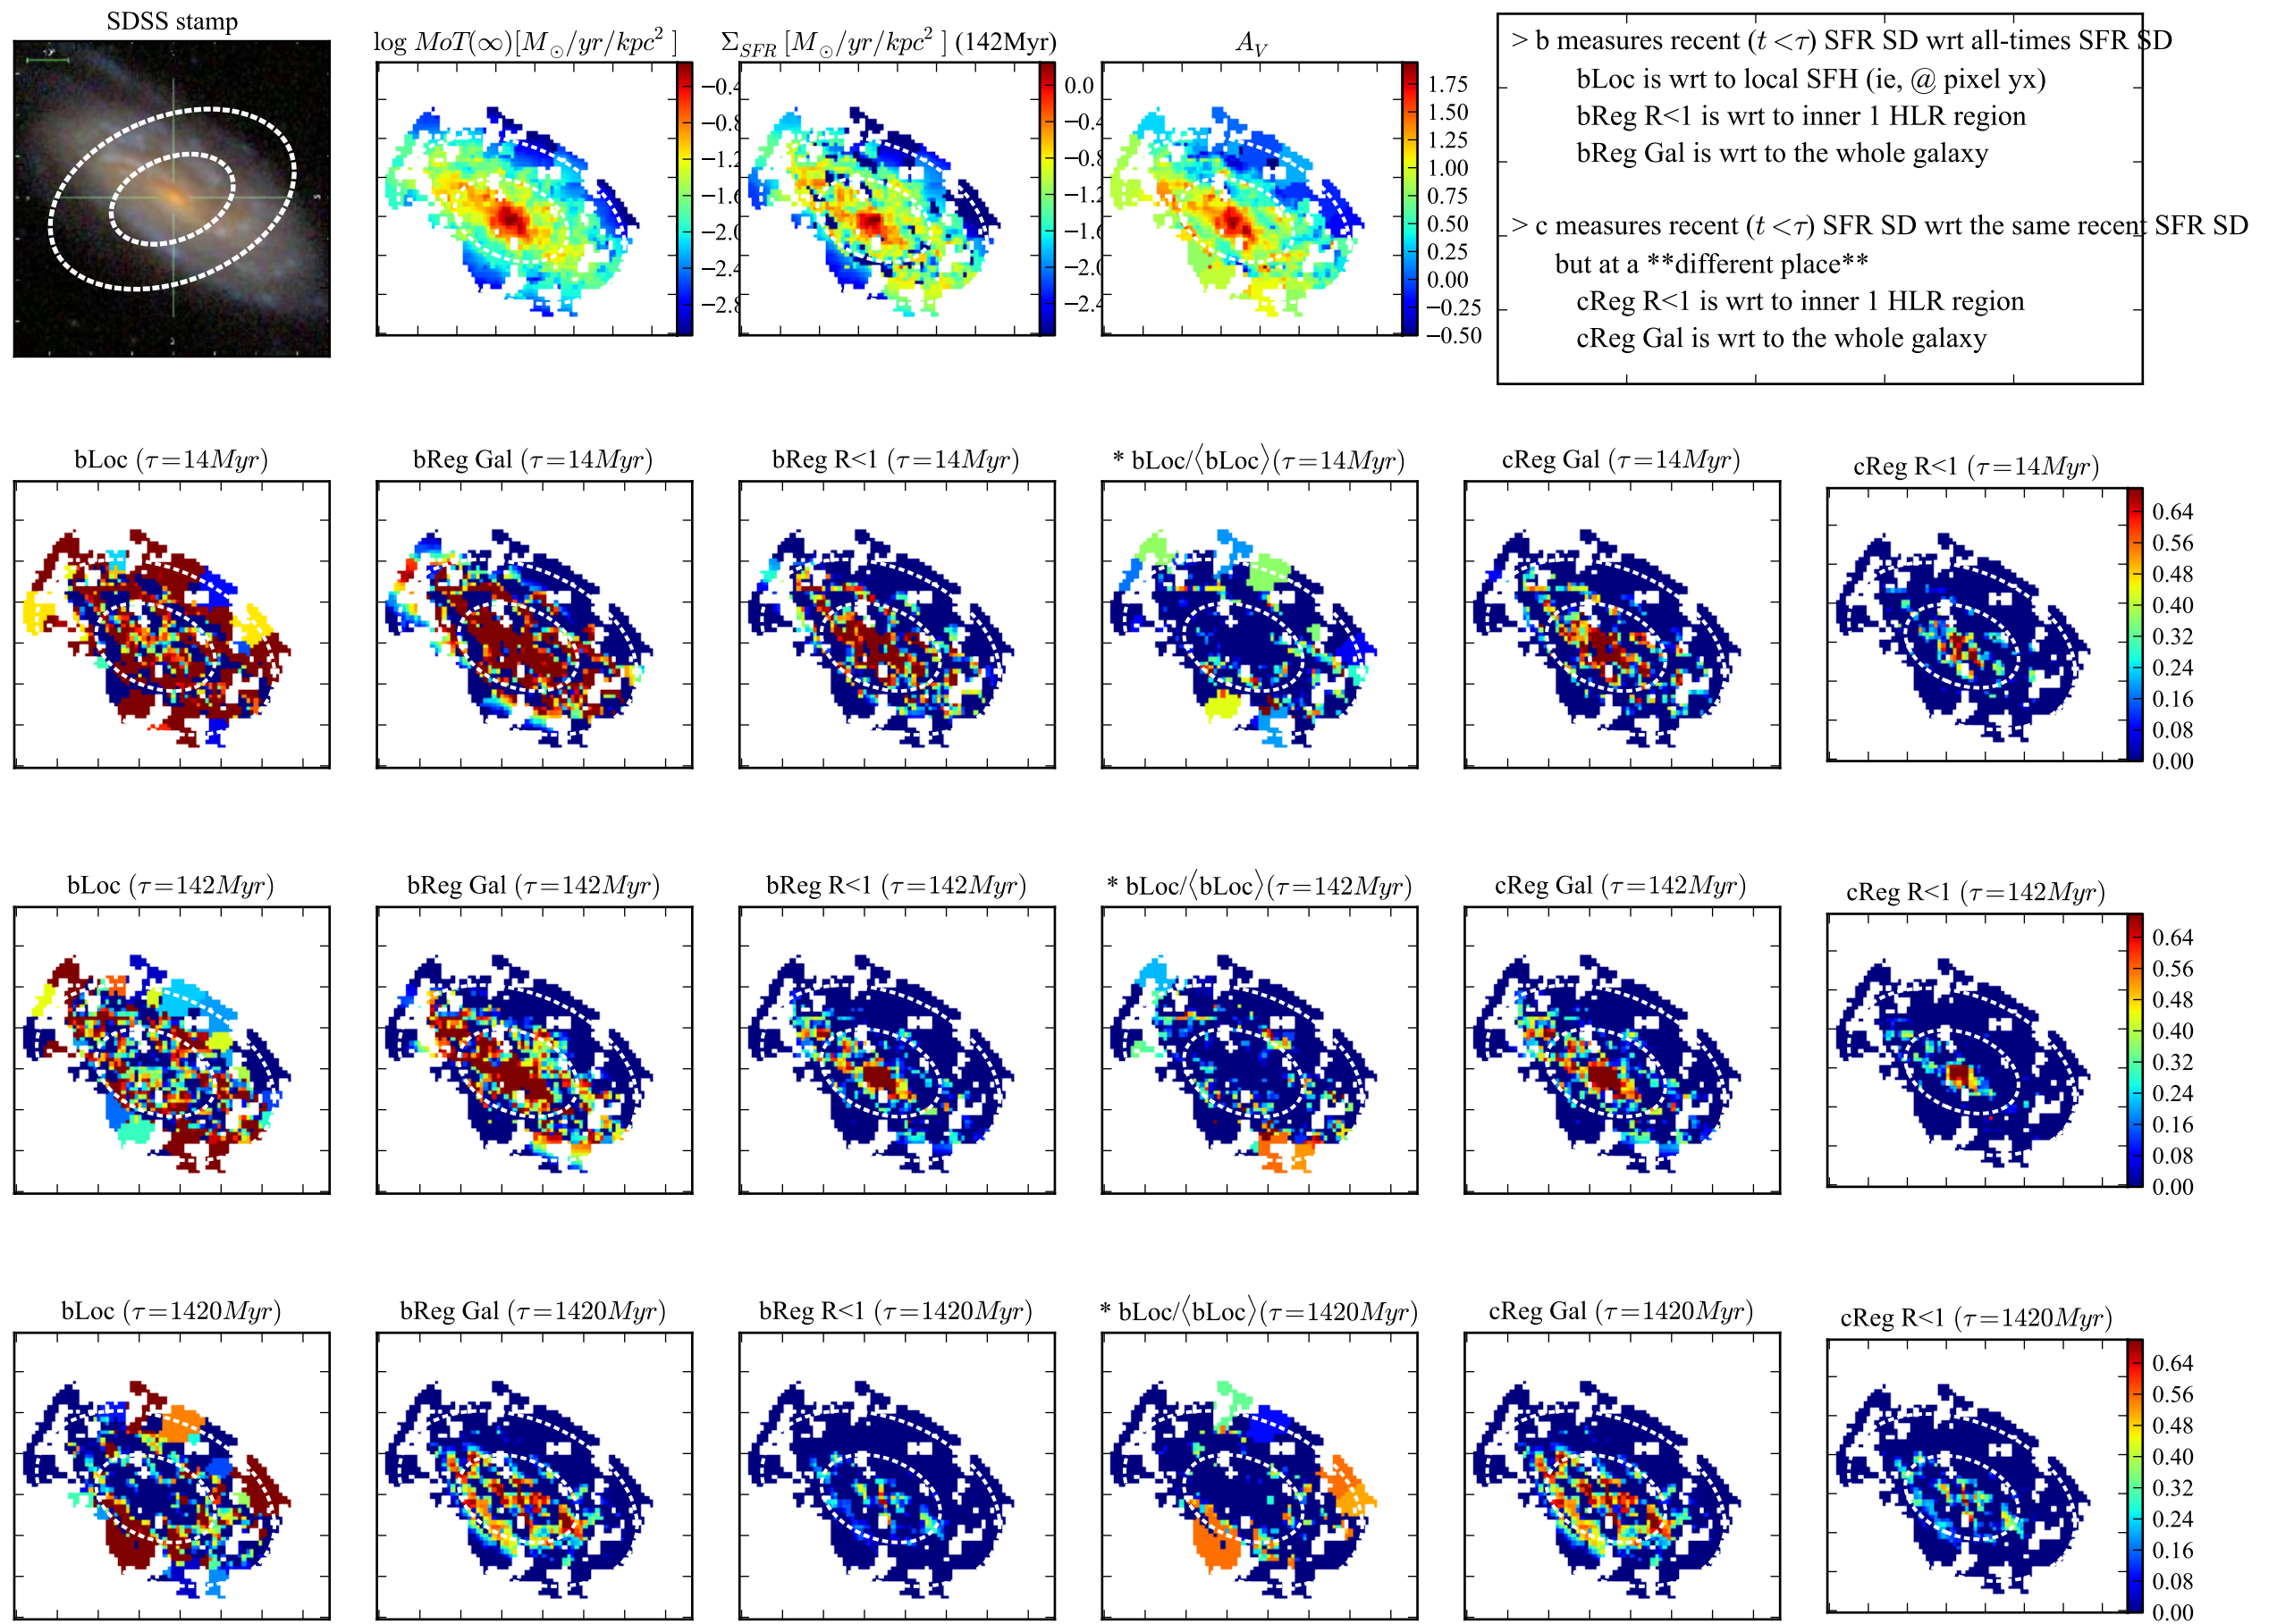 SDSS stamp
log MoT(∞)[M⊙/yr/kpc² ]
Σ_SFR [M⊙/yr/kpc² ] (142Myr)
A_V
−0.4
−0.8
−1.2
−1.6
−2.0
−2.4
−2.8
0.0
−0.4
−0.8
−1.2
−1.6
−2.0
−2.4
1.75
1.50
1.25
1.00
0.75
0.50
0.25
0.00
−0.25
−0.50
> b measures recent (t <τ) SFR SD wrt all-times SFR SD
bLoc is wrt to local SFH (ie, @ pixel yx)
bReg R<1 is wrt to inner 1 HLR region
bReg Gal is wrt to the whole galaxy
> c measures recent (t <τ) SFR SD wrt the same recent SFR SD
but at a **different place**
cReg R<1 is wrt to inner 1 HLR region
cReg Gal is wrt to the whole galaxy
bLoc (τ=14Myr)
bReg Gal (τ=14Myr)
bReg R<1 (τ=14Myr)
* bLoc/⟨bLoc⟩(τ=14Myr)
cReg Gal (τ=14Myr)
cReg R<1 (τ=14Myr)
0.64
0.56
0.48
0.40
0.32
0.24
0.16
0.08
0.00
bLoc (τ=142Myr)
bReg Gal (τ=142Myr)
bReg R<1 (τ=142Myr)
* bLoc/⟨bLoc⟩(τ=142Myr)
cReg Gal (τ=142Myr)
cReg R<1 (τ=142Myr)
0.64
0.56
0.48
0.40
0.32
0.24
0.16
0.08
0.00
bLoc (τ=1420Myr)
bReg Gal (τ=1420Myr)
bReg R<1 (τ=1420Myr)
* bLoc/⟨bLoc⟩(τ=1420Myr)
cReg Gal (τ=1420Myr)
cReg R<1 (τ=1420Myr)
0.64
0.56
0.48
0.40
0.32
0.24
0.16
0.08
0.00